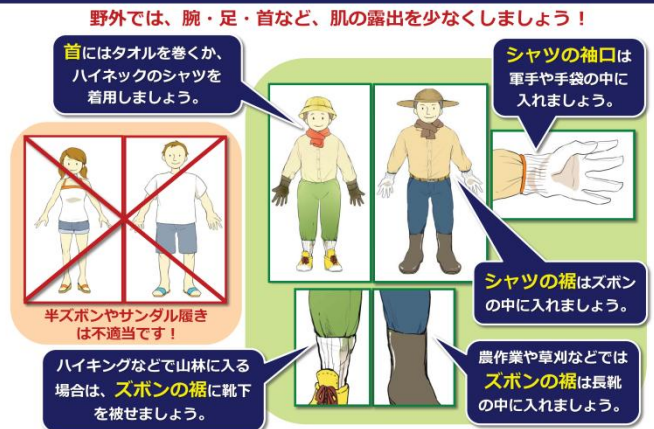 野外では、腕・足・首など、肌の露出を少なくしましょう！
首にはタオルを巻くか、
ハイネックのシャツを
着用しましょう。
シャツの袖口は
軍手や手袋の中に
入れましょう。
半ズボンやサンダル履き
は不適当です！
シャツの裾はズボン
の中に入れましょう。
ハイキングなどで山林に入る
場合は、ズボンの裾に靴下
を被せましょう。
農作業や草刈などでは
ズボンの裾は長靴
の中に入れましょう。